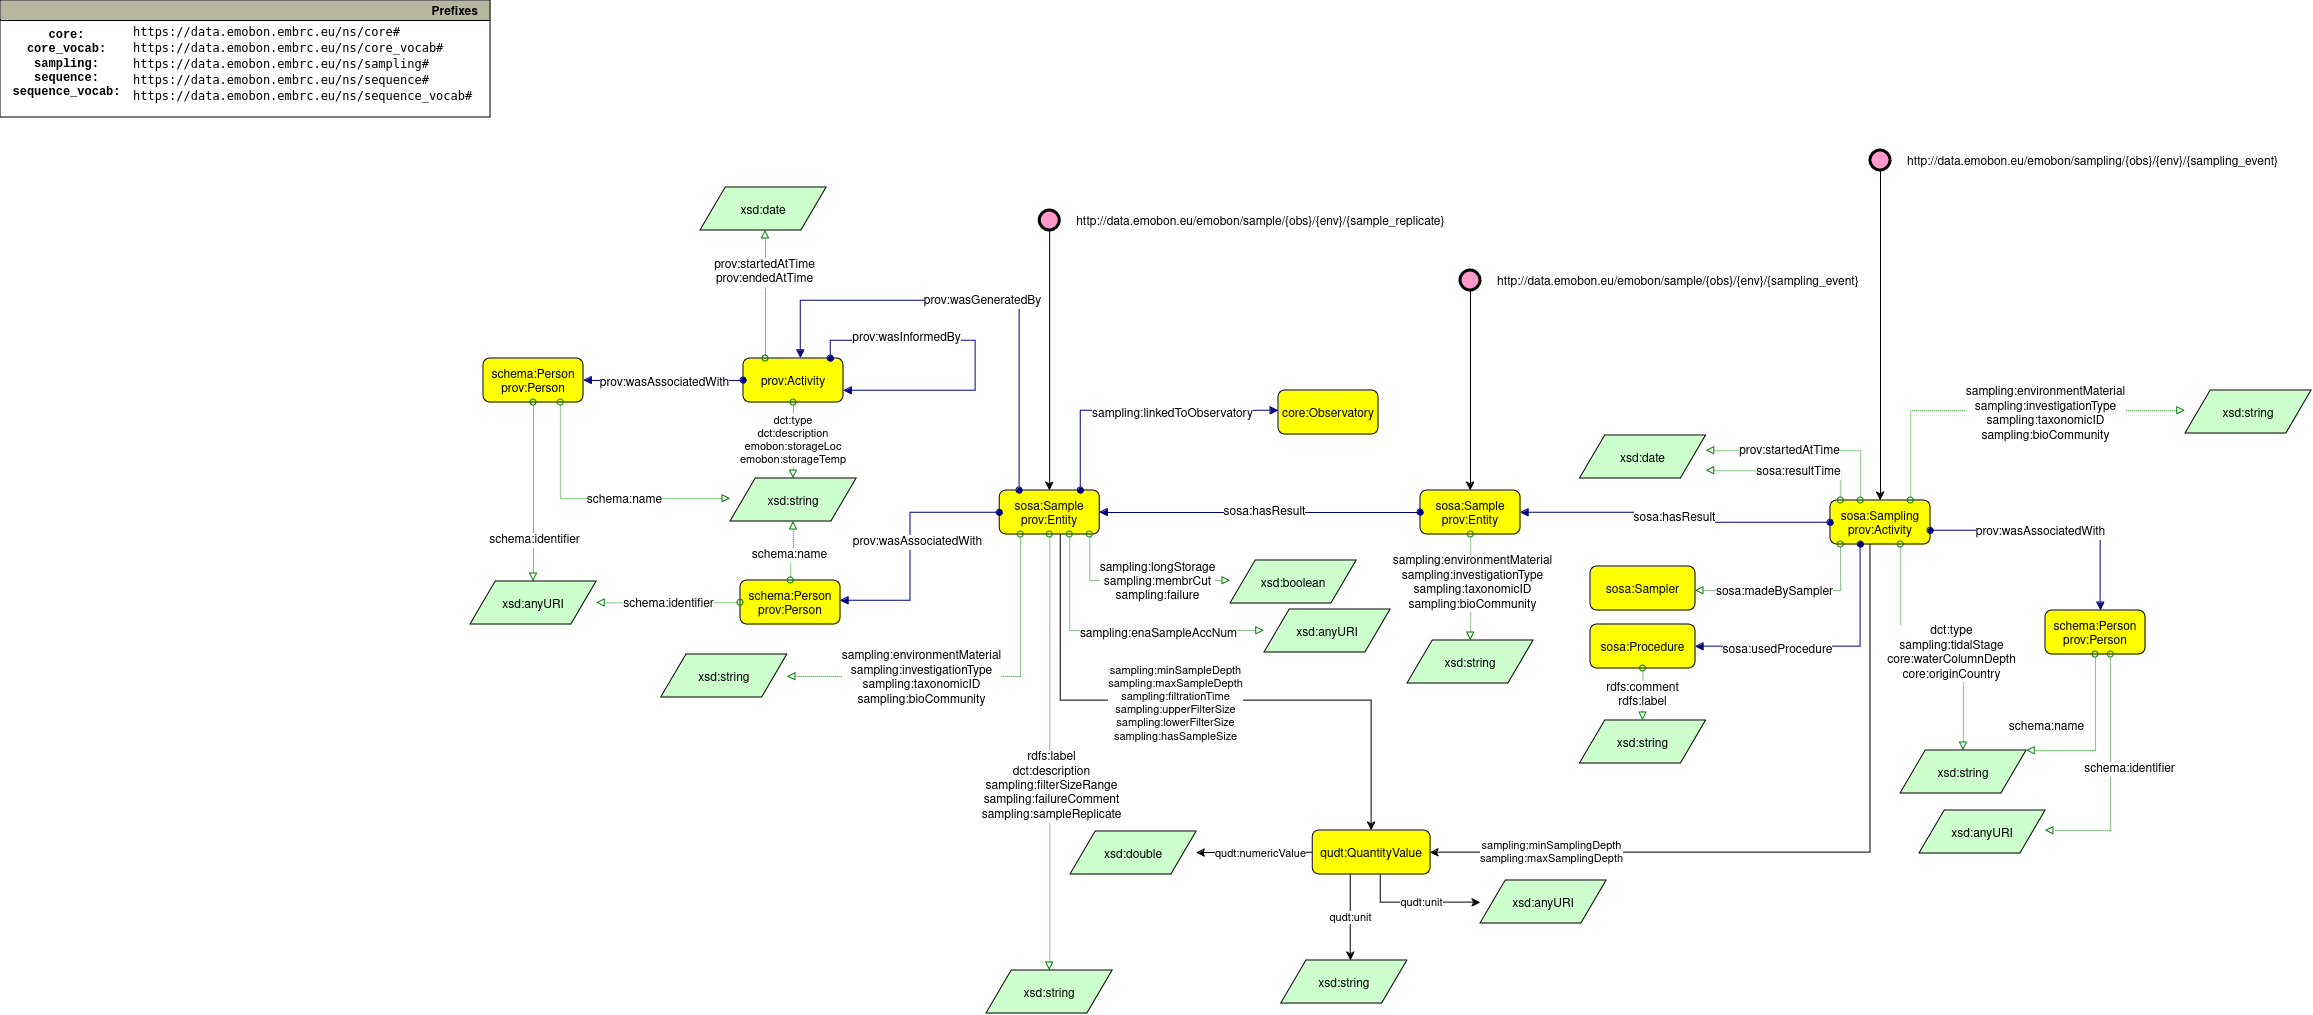 Prefixes
core: https://data.emobon.embrc.eu/ns/core#
core_vocab: https://data.emobon.embrc.eu/ns/core_vocab#
sampling: https://data.emobon.embrc.eu/ns/sampling#
sequence: https://data.emobon.embrc.eu/ns/sequence#
sequence_vocab: https://data.emobon.embrc.eu/ns/sequence_vocab#
http://data.emobon.eu/emobon/sampling/{obs}/{env}/{sampling_event}
xsd:date
http://data.emobon.eu/emobon/sample/{obs}/{env}/{sample_replicate}
prov:startedAtTime
prov:endedAtTime
http://data.emobon.eu/emobon/sample/{obs}/{env}/{sampling_event}
prov:wasGeneratedBy
prov:wasInformedBy
schema:Person
prov:Person
prov:wasAssociatedWith
prov:Activity
dct:type
dct:description
emobon:storageLoc
emobon:storageTemp
sampling:linkedToObservatory
core:Observatory
sampling:environmentMaterial
sampling:investigationType
sampling:taxonomicID
sampling:bioCommunity
xsd:string
xsd:date
prov:startedAtTime
sosa:resultTime
schema:name
xsd:string
sosa:Sample
prov:Entity
sosa:hasResult
sosa:Sample
prov:Entity
sosa:hasResult
sosa:Sampling
prov:Activity
prov:wasAssociatedWith
schema:identifier
prov:wasAssociatedWith
schema:name
xsd:anyURI
schema:identifier
schema:Person
prov:Person
sampling:longStorage
sampling:membrCut
sampling:failure
xsd:boolean
sampling:enaSampleAccNum
xsd:anyURI
sampling:environmentMaterial
sampling:investigationType
sampling:taxonomicID
sampling:bioCommunity
xsd:string
sosa:Sampler
sosa:madeBySampler
sosa:Procedure
sosa:usedProcedure
rdfs:comment
rdfs:label
xsd:string
dct:type
sampling:tidalStage
core:waterColumnDepth
core:originCountry
schema:Person
prov:Person
schema:name
xsd:string
schema:identifier
xsd:anyURI
xsd:string
sampling:environmentMaterial
sampling:investigationType
sampling:taxonomicID
sampling:bioCommunity
sampling:minSampleDepth
sampling:maxSampleDepth
sampling:filtrationTime
sampling:upperFilterSize
sampling:lowerFilterSize
sampling:hasSampleSize
rdfs:label
dct:description
sampling:filterSizeRange
sampling:failureComment
sampling:sampleReplicate
xsd:double
qudt:numericValue
qudt:QuantityValue
sampling:minSamplingDepth
sampling:maxSamplingDepth
qudt:unit
xsd:anyURI
qudt:unit
xsd:string
xsd:string